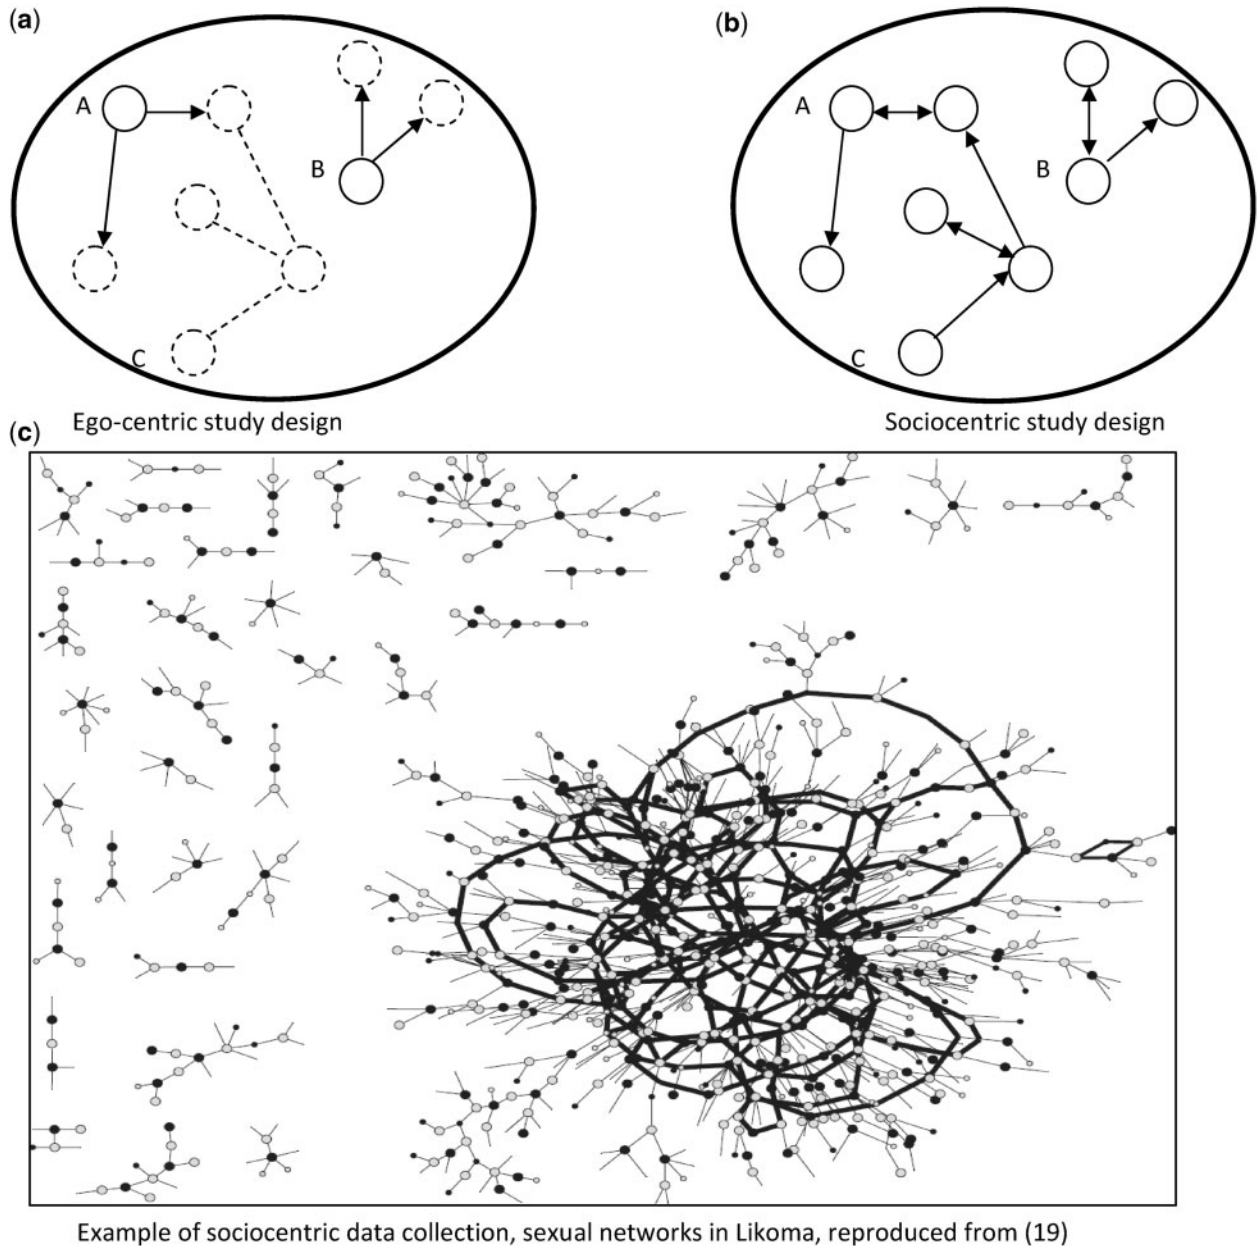 (a)
(b)
A
B
C
A
B
C
Ego-centric study design
Sociocentric study design
(c)
Example of sociocentric data collection, sexual networks in Likoma, reproduced from (19)